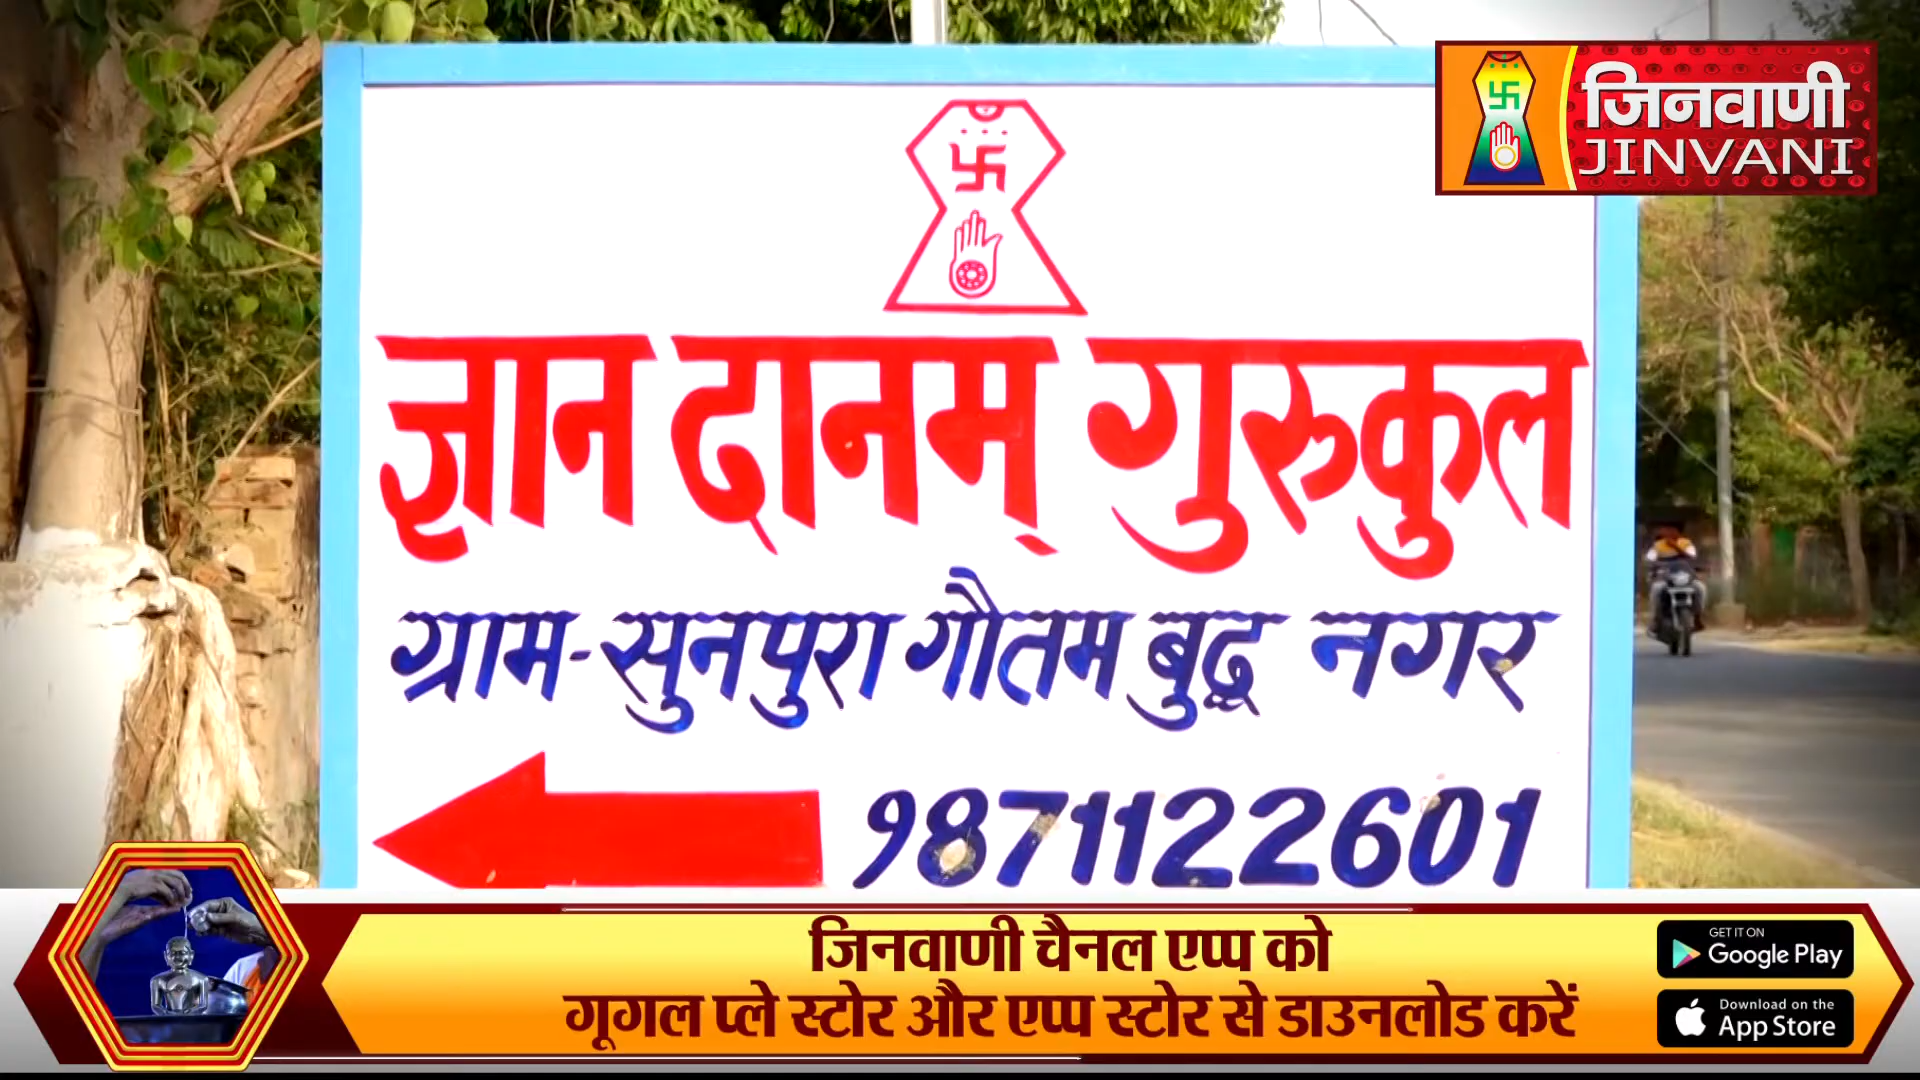 जिनवाणी
JINVANI
ज्ञान दानम् गुरुकुल
ग्राम-सुनपुरा गौतम बुद्ध नगर
9871122601
जिनवाणी चैनल एप्प को
गूगल प्ले स्टोर और एप्प स्टोर से डाउनलोड करें
GET IT ON
Google Play
Download on the
App Store